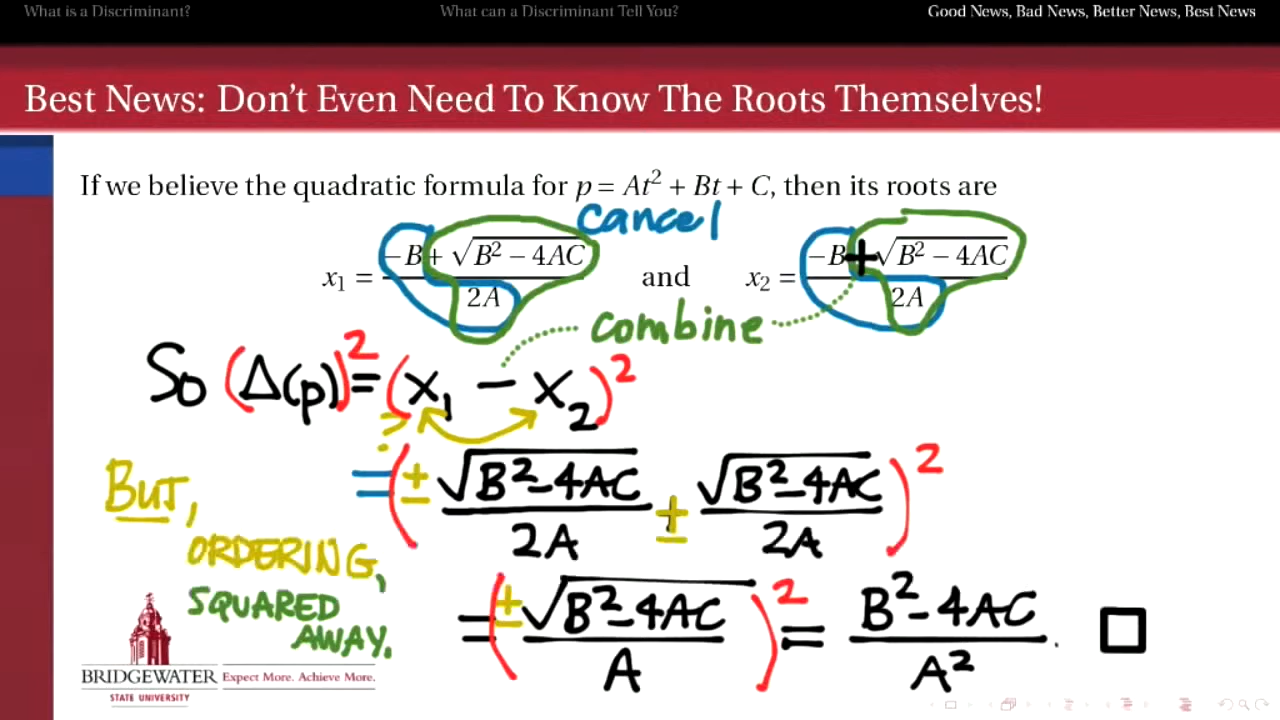 What is a Discriminant? What can a Discriminant Tell You? Good News, Bad News, Better News, Best News
Best News: Don't Even Need To Know The Roots Themselves!
If we believe the quadratic formula for p = At² + Bt + C, then its roots are
cancel
x₁ = (−B + √(B² − 4AC)) / 2A and x₂ = (−B + √(B² − 4AC)) / 2A
combine
So (Δ(p))² = (x₁ − x₂)²
= (± √(B²−4AC) / 2A ± √(B²−4AC) / 2A)²
BUT,
ORDERING,
SQUARED
AWAY.
= (± √(B²−4AC) / A)² = (B²−4AC) / A². □
BRIDGEWATER
STATE UNIVERSITY
Expect More. Achieve More.